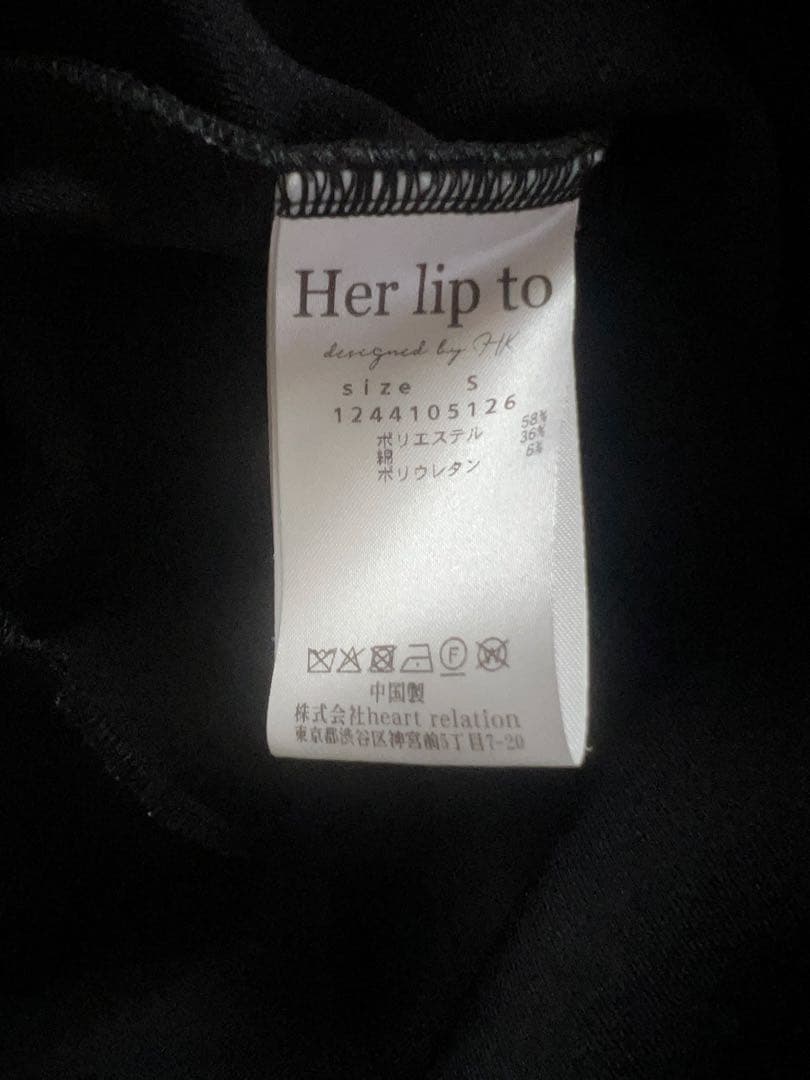 Her lip to
designed by HK
size S
1244105126
ポリエステル 58%
綿 36%
ポリウレタン 6%
F W
中国製
株式会社heart relation
東京都渋谷区神宮前5丁目7-20